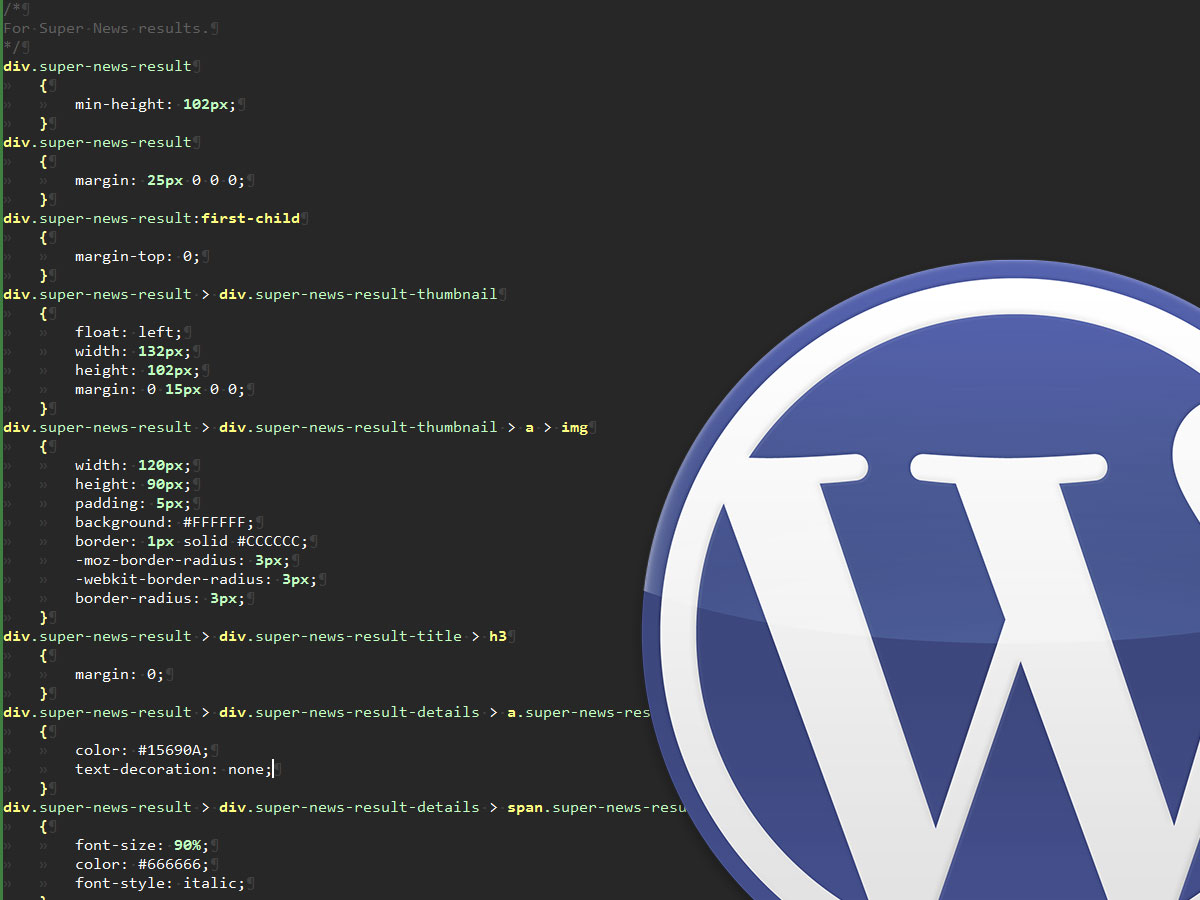 /*
For Super News results.
*/
div.super-news-result
{
min-height: 102px;
}
div.super-news-result
{
margin: 25px 0 0 0;
}
div.super-news-result:first-child
{
margin-top: 0;
}
div.super-news-result > div.super-news-result-thumbnail
{
float: left;
width: 132px;
height: 102px;
margin: 0 15px 0 0;
}
div.super-news-result > div.super-news-result-thumbnail > a > img
{
width: 120px;
height: 90px;
padding: 5px;
background: #FFFFFF;
border: 1px solid #CCCCCC;
-moz-border-radius: 3px;
-webkit-border-radius: 3px;
border-radius: 3px;
}
div.super-news-result > div.super-news-result-title > h3
{
margin: 0;
}
div.super-news-result > div.super-news-result-details > a.super-news-res
{
color: #15690A;
text-decoration: none;
}
div.super-news-result > div.super-news-result-details > span.super-news-resu
{
font-size: 90%;
color: #666666;
font-style: italic;
W